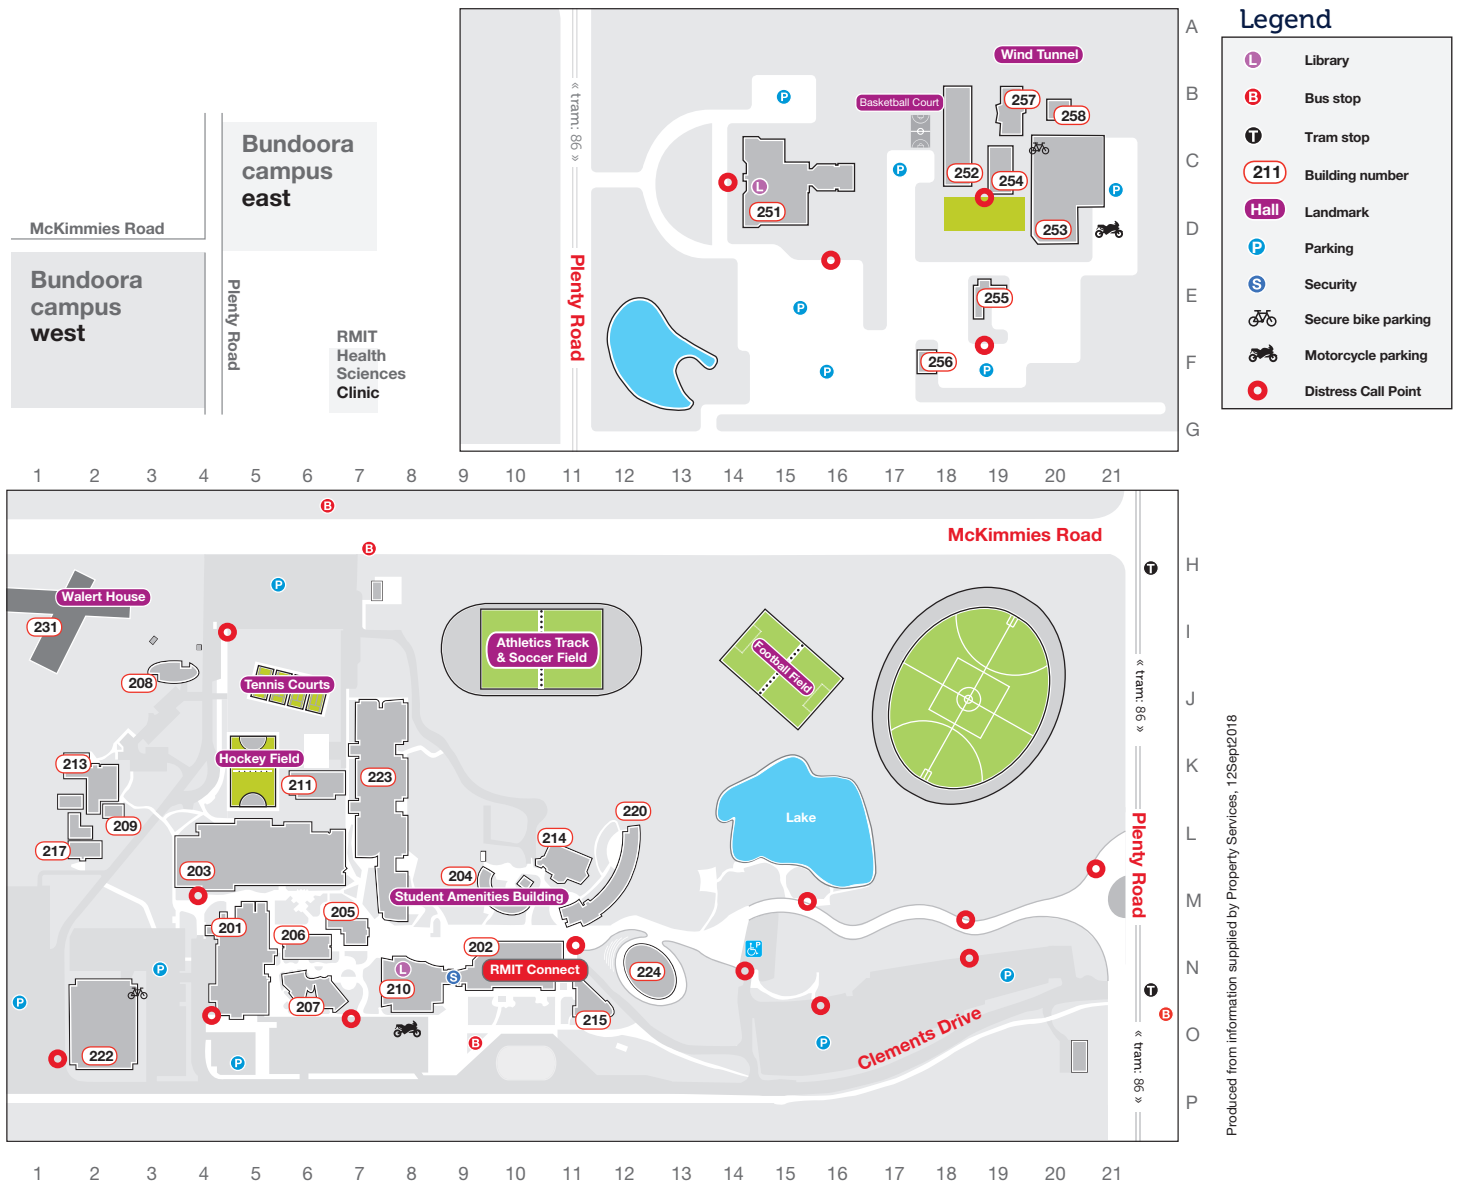 Legend
L
Library
B
Bus stop
T
Tram stop
211
Building number
Hall
Landmark
P
Parking
S
Security
Secure bike parking
Motorcycle parking
Distress Call Point
Bundoora
campus
east
McKimmies Road
Bundoora
campus
west
Plenty Road
RMIT
Health
Sciences
Clinic
A
B
C
D
E
F
G
« tram: 86 »
Plenty Road
Wind Tunnel
Basketball Court
P
257
258
252
254
P
P
L
251
253
P
255
256
P
P
1 2 3 4 5 6 7 8 9 10 11 12 13 14 15 16 17 18 19 20 21
B
McKimmies Road
B
H
T
P
Walert House
231
I
Athletics Track
& Soccer Field
Football Field
208
Tennis Courts
J
« tram: 86 »
Hockey Field
213
211
223
K
209
220
Lake
217
214
L
Plenty Road
203
204
Student Amenities Building
M
201
205
206
202
RMIT Connect
L
210
S
224
P
P
N
T
P
P
207
215
B
B
222
P
P
Clements Drive
O
« tram: 86 »
P
1 2 3 4 5 6 7 8 9 10 11 12 13 14 15 16 17 18 19 20 21
Produced from information supplied by Property Services, 12Sept2018